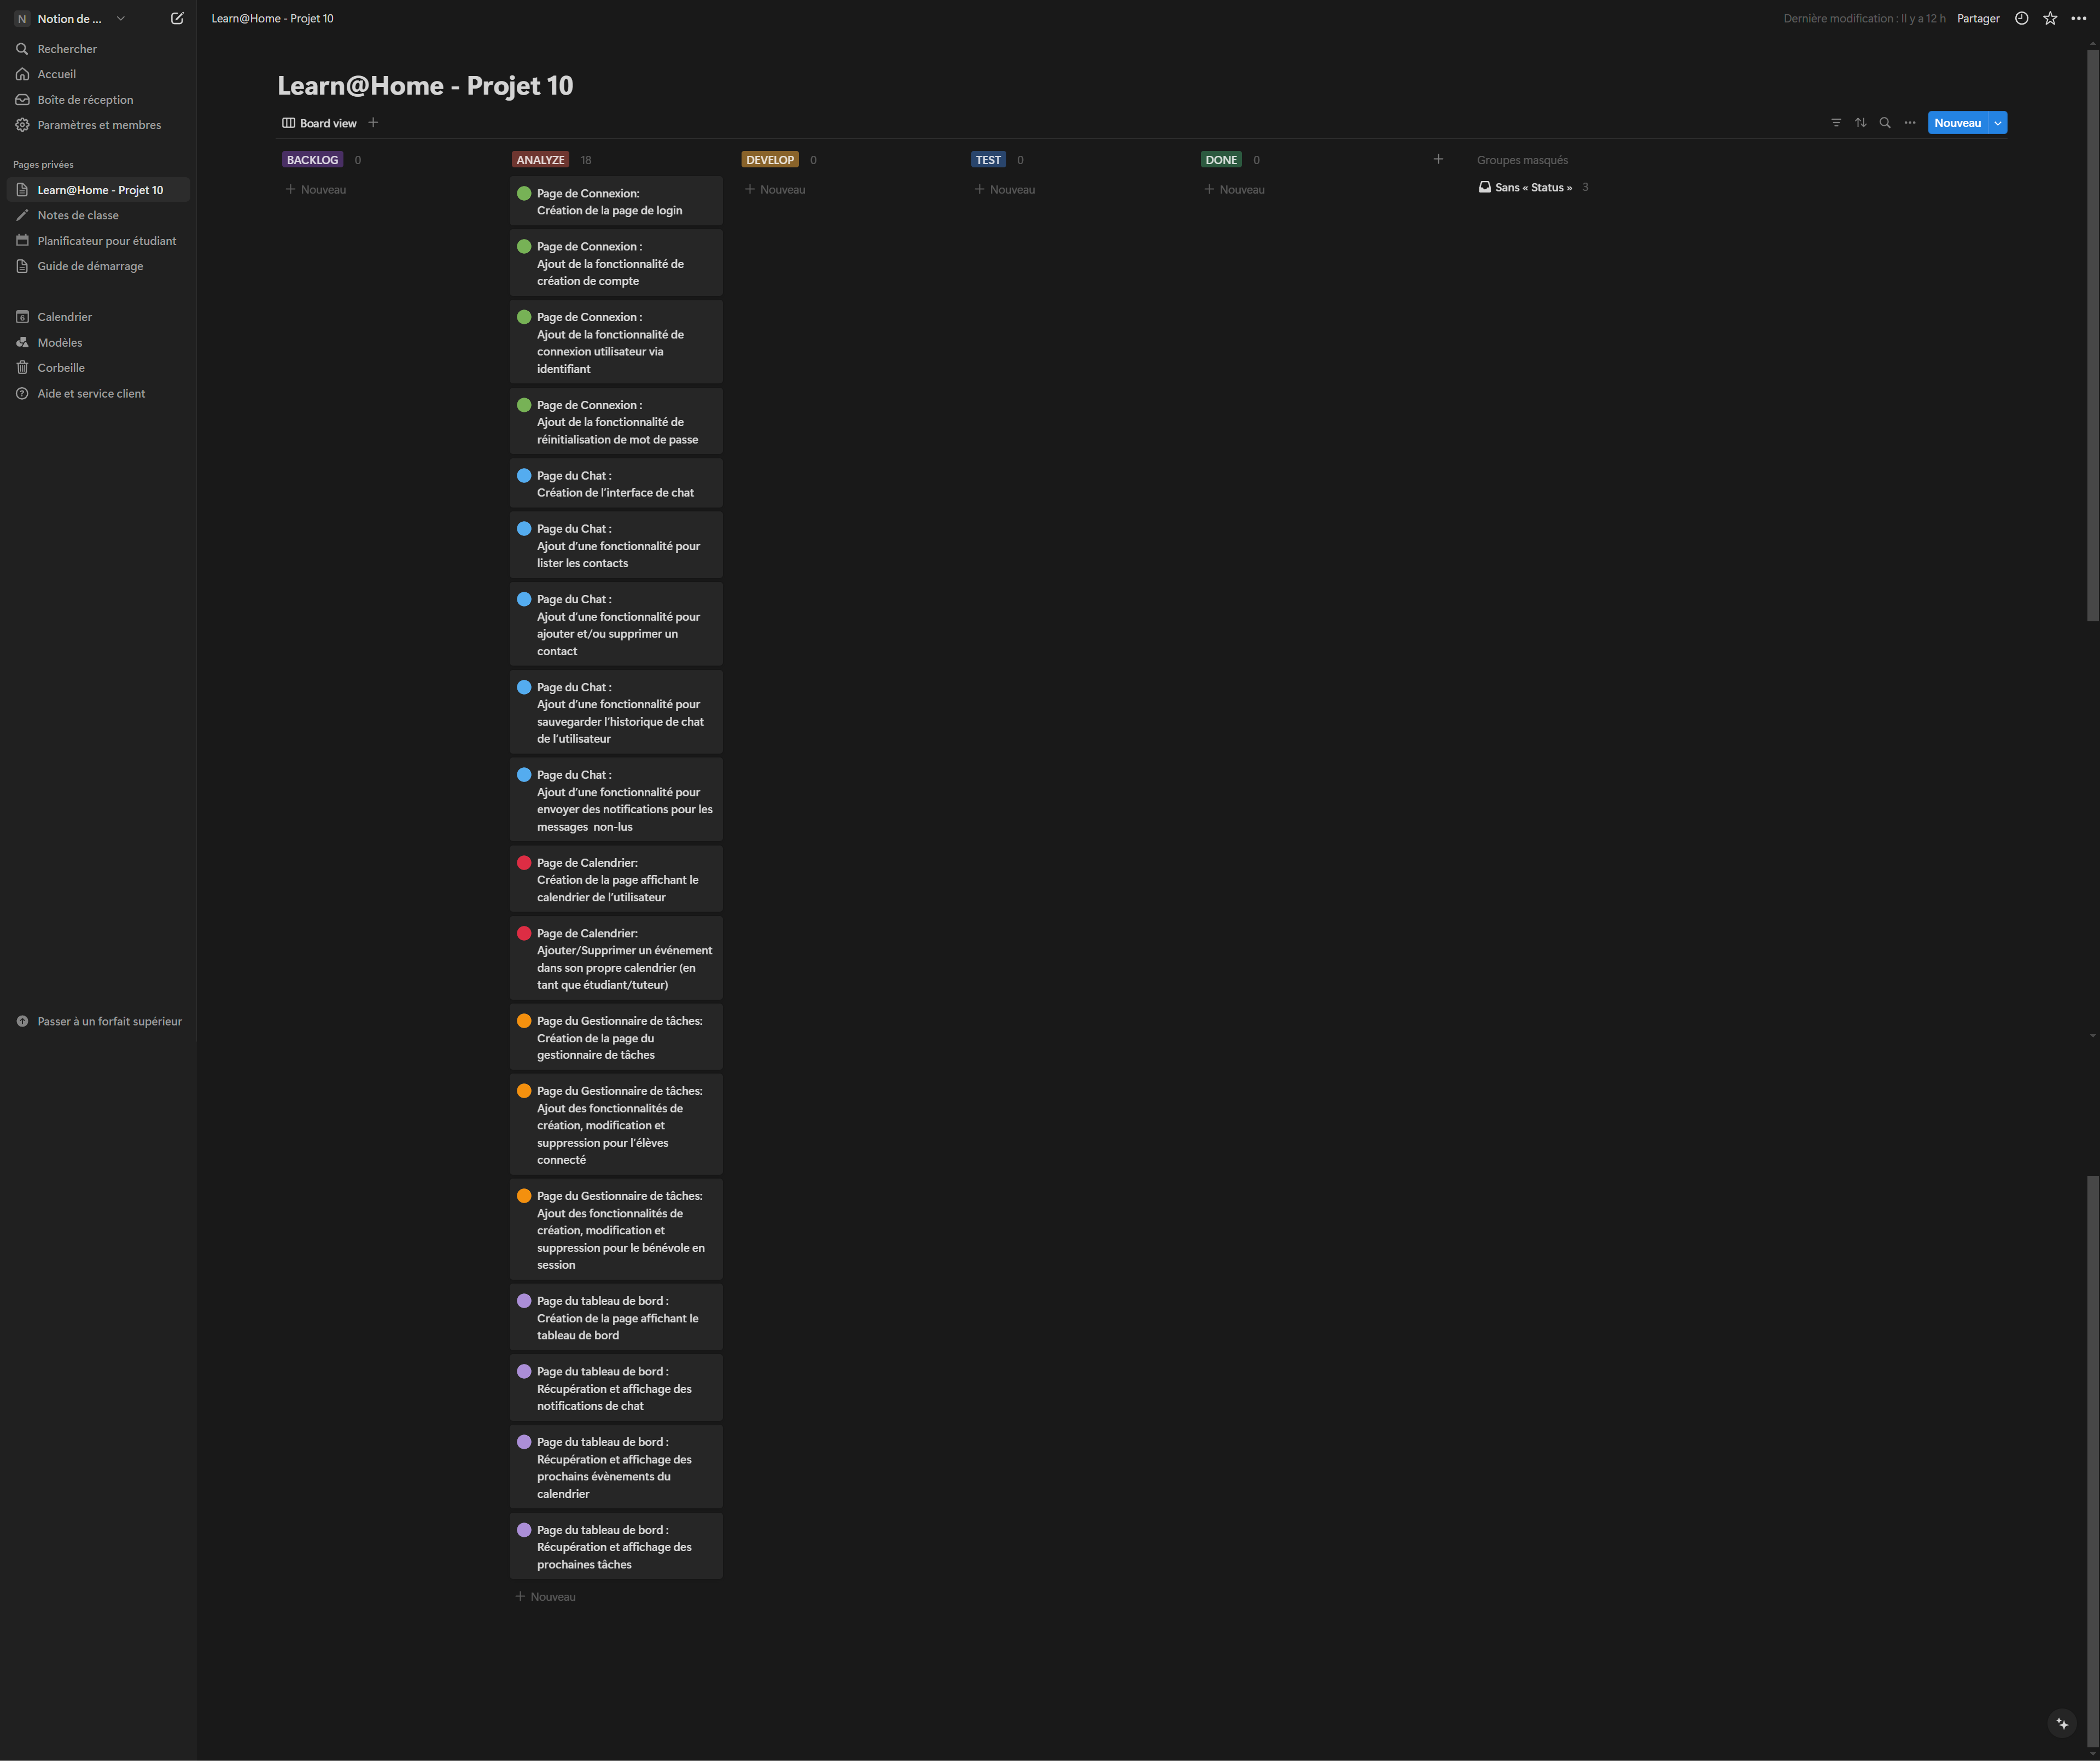 N Notion de ...
Rechercher
Accueil
Boîte de réception
Paramètres et membres
Pages privées
Learn@Home - Projet 10
Notes de classe
Planificateur pour étudiant
Guide de démarrage
Calendrier
Modèles
Corbeille
Aide et service client
Passer à un forfait supérieur
Learn@Home - Projet 10
Dernière modification : Il y a 12 h
Partager
Learn@Home - Projet 10
Board view
Nouveau
BACKLOG 0
Nouveau
ANALYZE 18
Page de Connexion:
Création de la page de login
Page de Connexion :
Ajout de la fonctionnalité de
création de compte
Page de Connexion :
Ajout de la fonctionnalité de
connexion utilisateur via
identifiant
Page de Connexion :
Ajout de la fonctionnalité de
réinitialisation de mot de passe
Page du Chat :
Création de l'interface de chat
Page du Chat :
Ajout d'une fonctionnalité pour
lister les contacts
Page du Chat :
Ajout d'une fonctionnalité pour
ajouter et/ou supprimer un
contact
Page du Chat :
Ajout d'une fonctionnalité pour
sauvegarder l'historique de chat
de l'utilisateur
Page du Chat :
Ajout d'une fonctionnalité pour
envoyer des notifications pour les
messages non-lus
Page de Calendrier:
Création de la page affichant le
calendrier de l'utilisateur
Page de Calendrier:
Ajouter/Supprimer un événement
dans son propre calendrier (en
tant que étudiant/tuteur)
Page du Gestionnaire de tâches:
Création de la page du
gestionnaire de tâches
Page du Gestionnaire de tâches:
Ajout des fonctionnalités de
création, modification et
suppression pour l'élèves
connecté
Page du Gestionnaire de tâches:
Ajout des fonctionnalités de
création, modification et
suppression pour le bénévole en
session
Page du tableau de bord :
Création de la page affichant le
tableau de bord
Page du tableau de bord :
Récupération et affichage des
notifications de chat
Page du tableau de bord :
Récupération et affichage des
prochains évènements du
calendrier
Page du tableau de bord :
Récupération et affichage des
prochaines tâches
Nouveau
DEVELOP 0
Nouveau
TEST 0
Nouveau
DONE 0
Nouveau
Groupes masqués
Sans « Status » 3